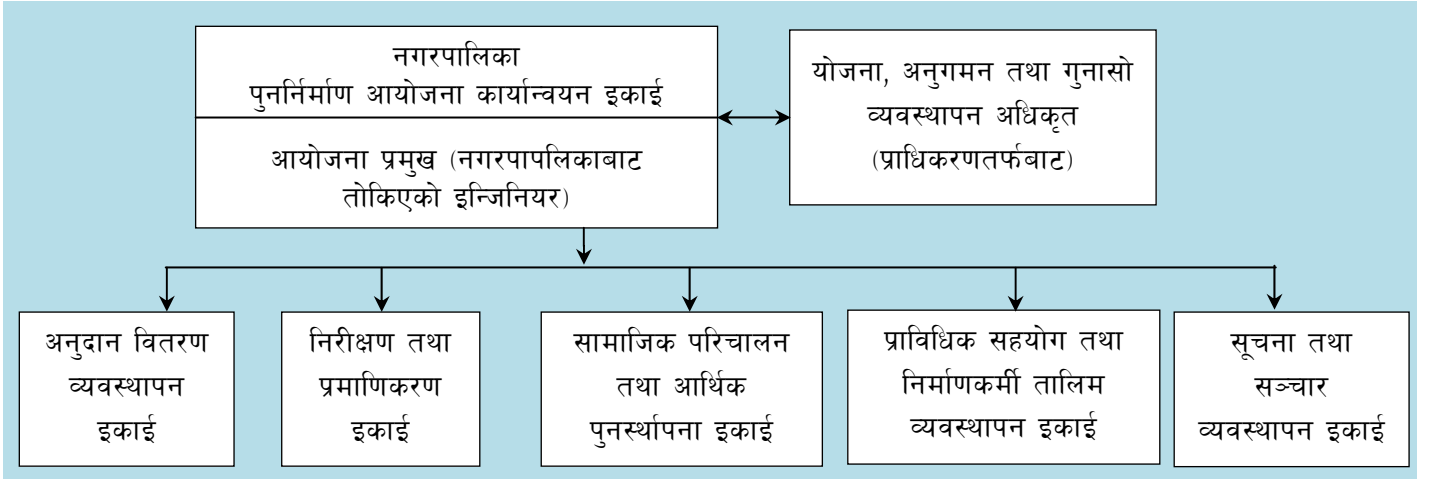 नगरपालिका
पुनर्निर्माण आयोजना कार्यान्वयन इकाई
आयोजना प्रमुख (नगरपापलिकाबाट
तोकिएको इन्जिनियर)
योजना, अनुगमन तथा गुनासो
व्यवस्थापन अधिकृत
(प्राधिकरणतर्फबाट)
अनुदान वितरण
व्यवस्थापन
इकाई
निरीक्षण तथा
प्रमाणिकरण
इकाई
सामाजिक परिचालन
तथा आर्थिक
पुनर्स्थापना इकाई
प्राविधिक सहयोग तथा
निर्माणकर्मी तालिम
व्यवस्थापन इकाई
सूचना तथा
सञ्चार
व्यवस्थापन इकाई